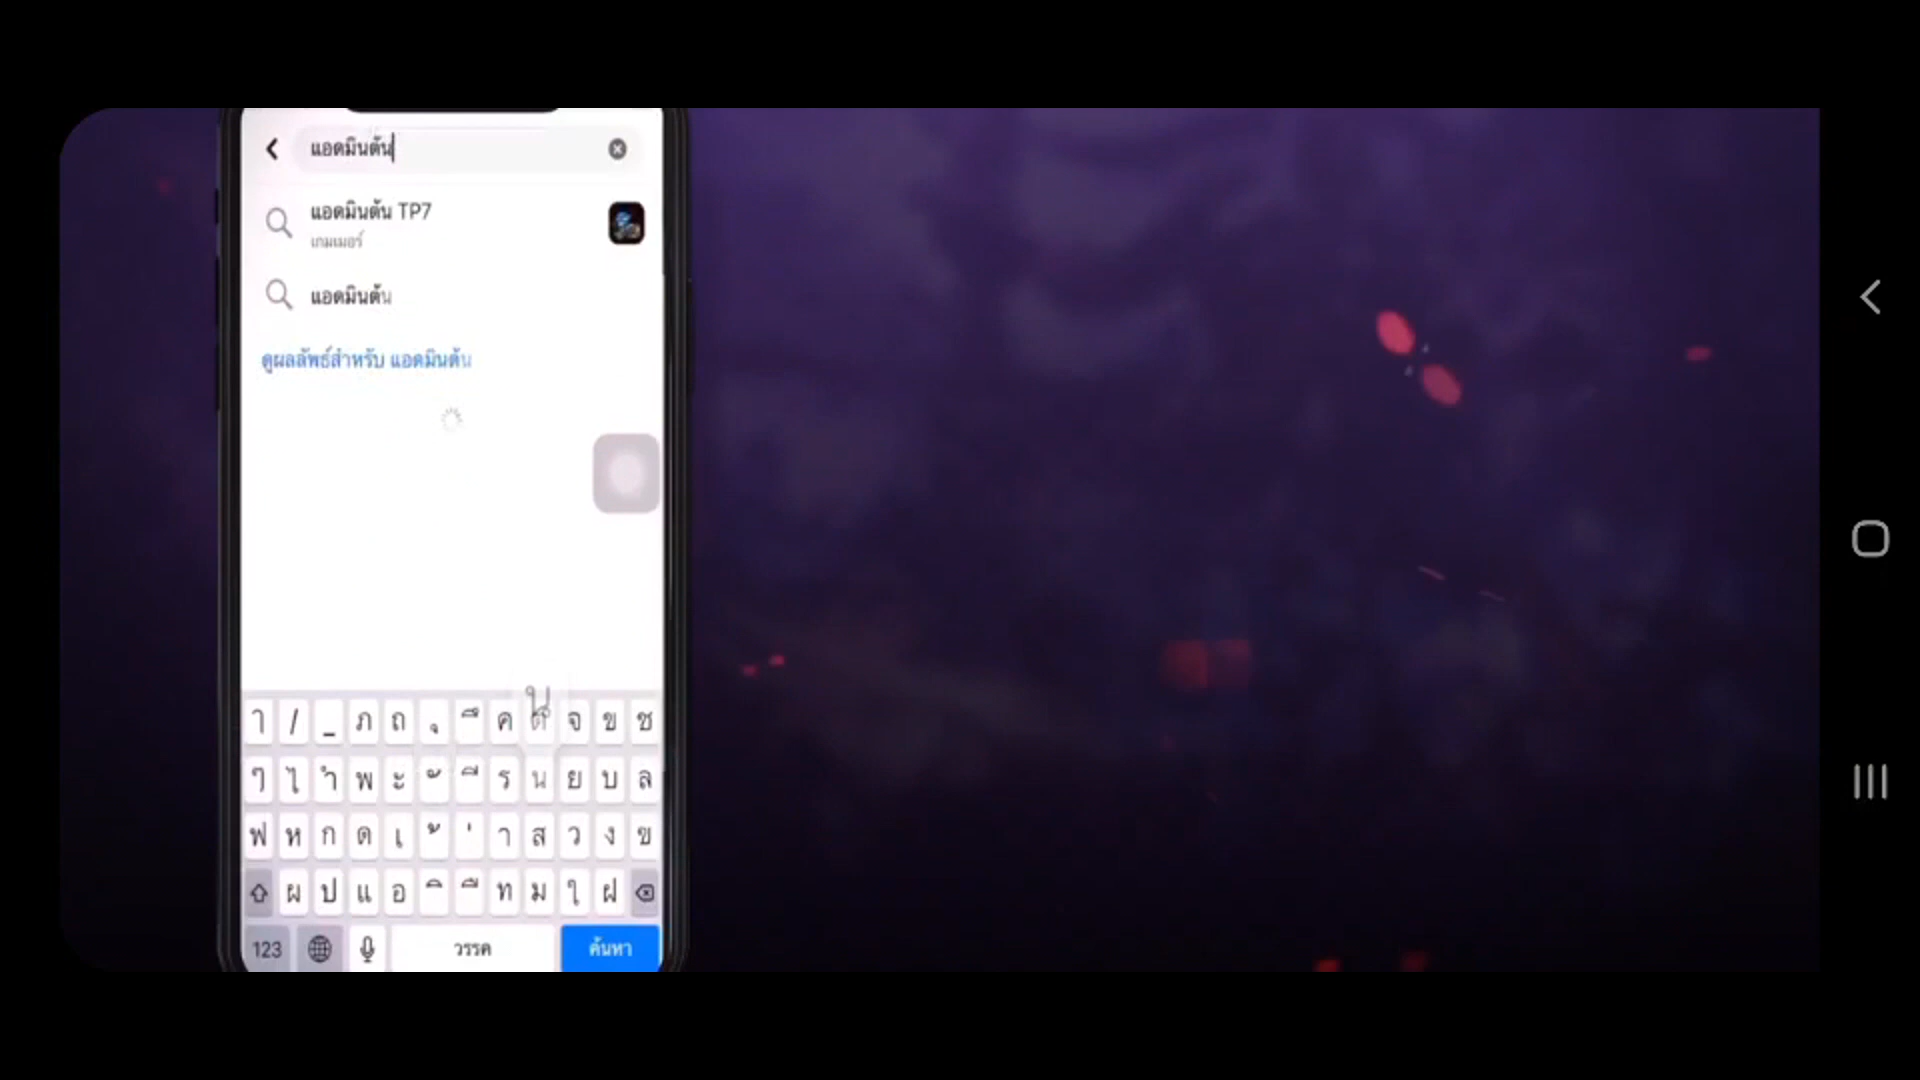 แอดมินต้น
แอดมินต้น TP7
เกมเมอร์
แอดมินต้น
ดูผลลัพธ์สำหรับ แอดมินต้น
น
ๅ / _ ภ ถ ุ ึ ค ต จ ข ช
ๆ ไ ำ พ ะ ั ี ร น ย บ ล
ฟ ห ก ด เ ้ ่ า ส ว ง ฃ
ผ ป แ อ ิ ื ท ม ใ ฝ
123 วรรค ค้นหา